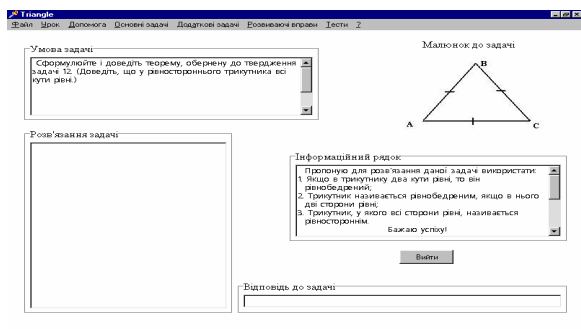 Triangle
Файл Урок Допомога Основні задачі Додаткові задачі Розвиваючі вправи Тести ?
Умова задачі
Сформулюйте і доведіть теорему, обернену до твердження
задачі 12. (Доведіть, що у рівностороннього трикутника всі
кути рівні.)
Малюнок до задачі
B
A
C
Розв'язання задачі
Інформаційний рядок
Пропоную для розв'язання даної задачі використати:
1. Якщо в трикутнику два кути рівні, то він
рівнобедрений;
2. Трикутник називається рівнобедреним, якщо в нього
дві сторони рівні;
3. Трикутник, у якого всі сторони рівні, називається
рівностороннім.
Бажаю успіху!
Вийти
Відповідь до задачі